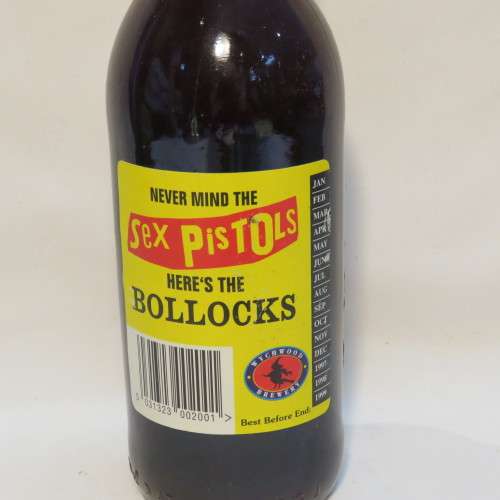 NEVER MIND THE
Sex PiSTOLS
HERE'S THE
BOLLOCKS
5 031323 002001 >
WYCHWOOD
BREWERY
Best Before End:
JAN
FEB
MAR
APR
MAY
JUN
JUL
AUG
SEP
OCT
NOV
DEC
1997
1998
1999